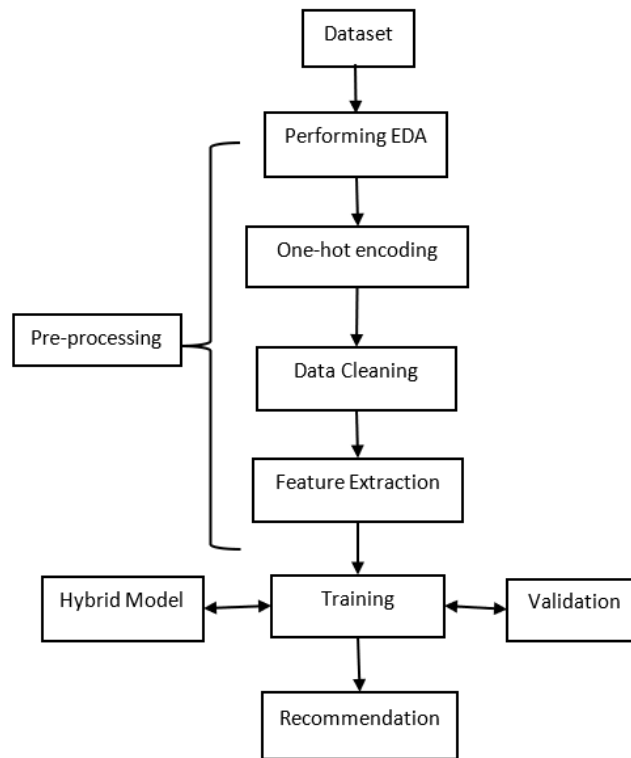 Dataset
Performing EDA
One-hot encoding
Pre-processing
Data Cleaning
Feature Extraction
Hybrid Model
Training
Validation
Recommendation